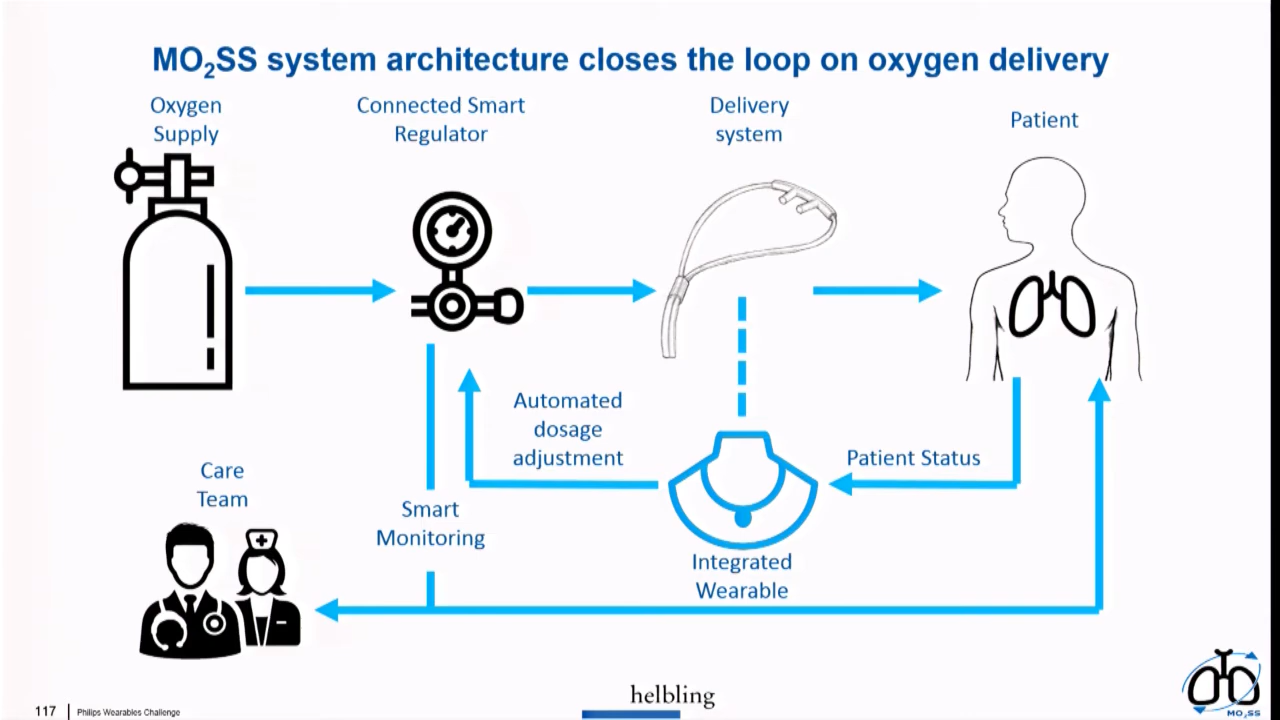 MO₂SS system architecture closes the loop on oxygen delivery
Oxygen
Supply
Connected Smart
Regulator
Delivery
system
Patient
Automated
dosage
adjustment
Patient Status
Care
Team
Smart
Monitoring
Integrated
Wearable
helbling
117
Philips Wearables Challenge
MO₂SS